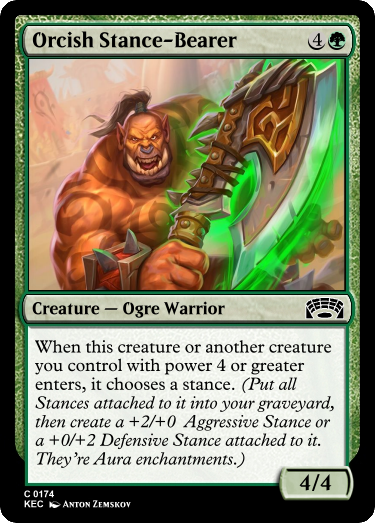 Orcish Stance-Bearer 4
Creature — Ogre Warrior
When this creature or another creature
you control with power 4 or greater
enters, it chooses a stance. (Put all
Stances attached to it into your graveyard,
then create a +2/+0 Aggressive Stance or
a +0/+2 Defensive Stance attached to it.
They're Aura enchantments.)
4/4
C 0174
KEC Anton Zemskov